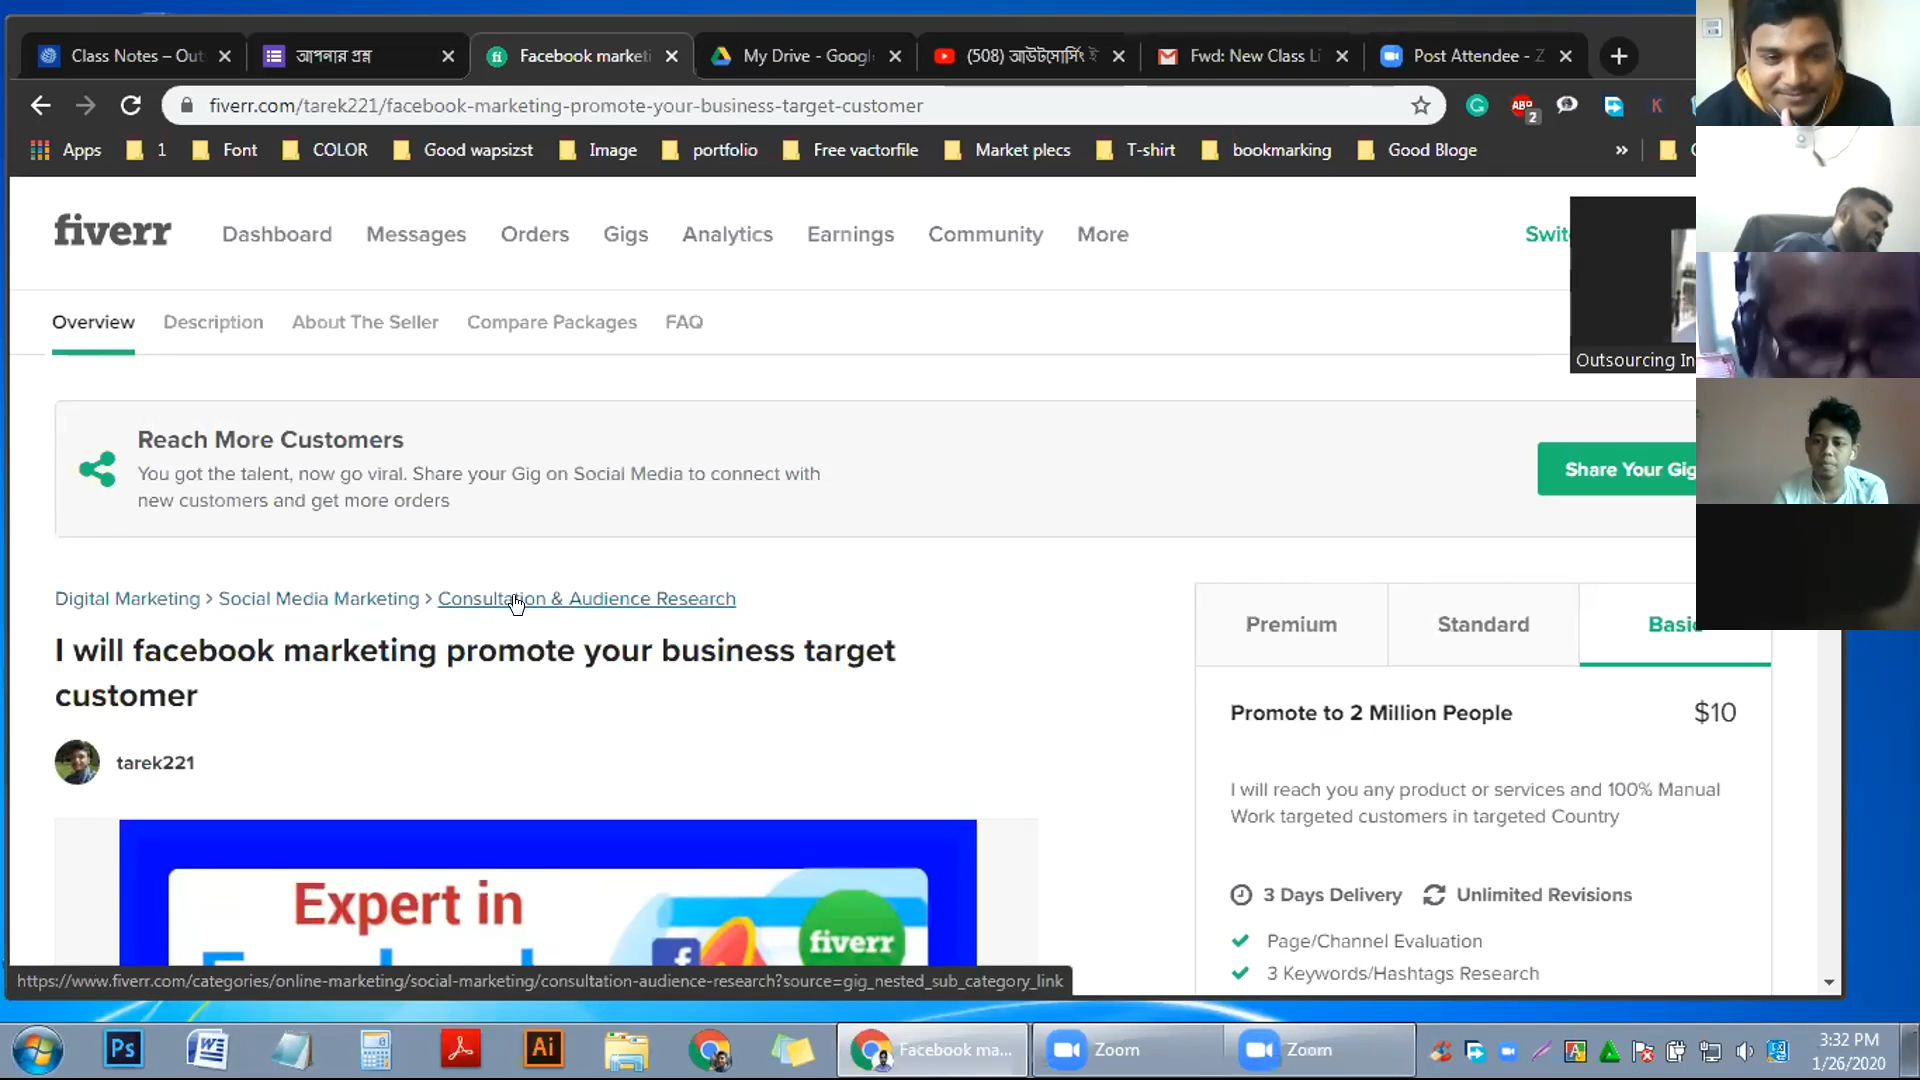 Class Notes – Out
আপনার প্রশ্ন
Facebook marketi
My Drive - Googl
(508) আউটসোর্সিং ই
Fwd: New Class Li
Post Attendee - Z
fiverr.com/tarek221/facebook-marketing-promote-your-business-target-customer
ABP
2
K
Apps
1
Font
COLOR
Good wapsizst
Image
portfolio
Free vactorfile
Market plecs
T-shirt
bookmarking
Good Bloge
»
fiverr
Dashboard
Messages
Orders
Gigs
Analytics
Earnings
Community
More
Swit
Overview
Description
About The Seller
Compare Packages
FAQ
Outsourcing In
Reach More Customers
You got the talent, now go viral. Share your Gig on Social Media to connect with
new customers and get more orders
Share Your Gig
Digital Marketing > Social Media Marketing > Consultation & Audience Research
I will facebook marketing promote your business target
customer
tarek221
Expert in
fiverr
Premium
Standard
Basic
Promote to 2 Million People
$10
I will reach you any product or services and 100% Manual
Work targeted customers in targeted Country
3 Days Delivery
Unlimited Revisions
Page/Channel Evaluation
3 Keywords/Hashtags Research
https://www.fiverr.com/categories/online-marketing/social-marketing/consultation-audience-research?source=gig_nested_sub_category_link
Ps
Ai
Facebook ma...
Zoom
Zoom
3:32 PM
1/26/2020